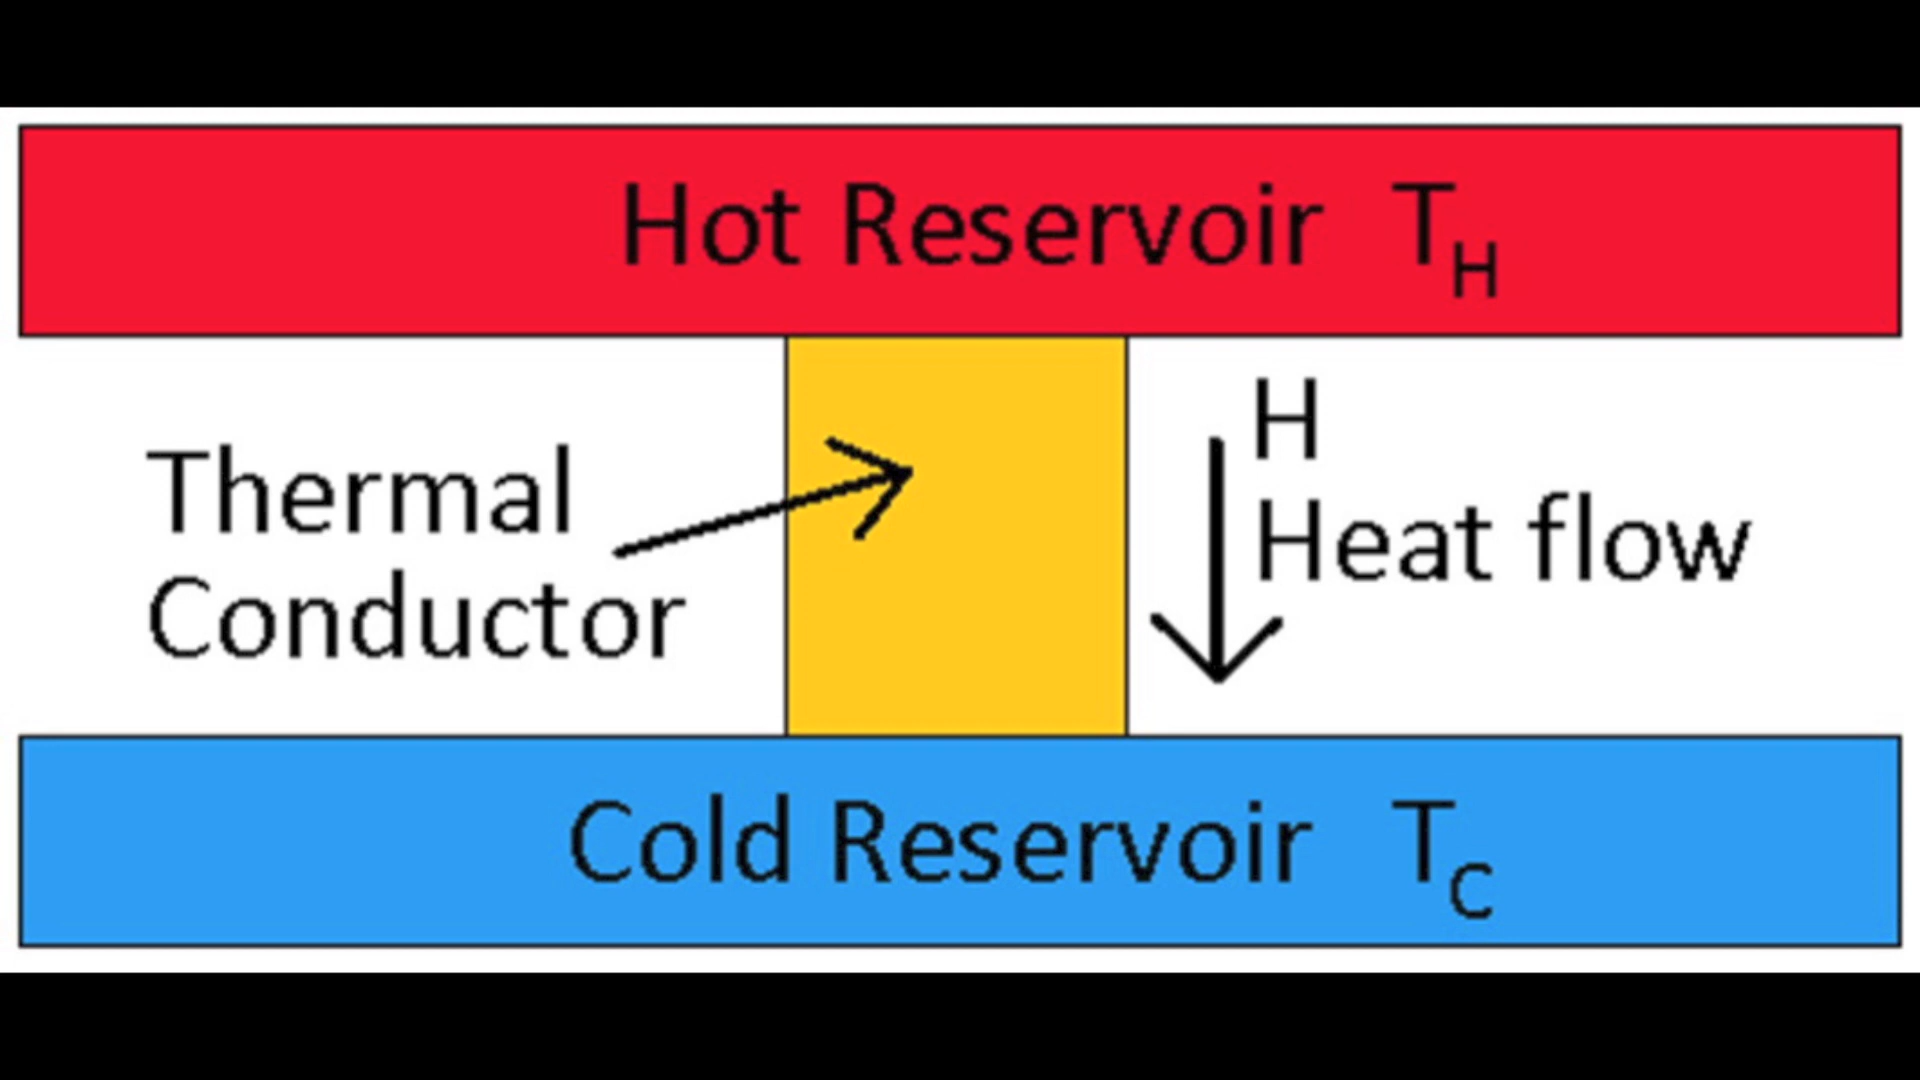 Hot Reservoir T_H
Thermal
Conductor
H
Heat flow
Cold Reservoir T_C